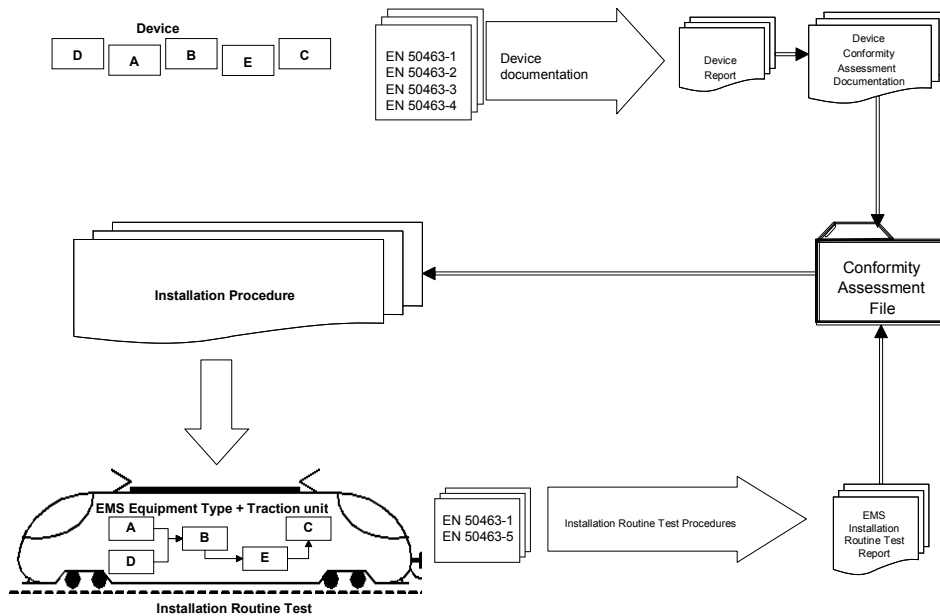 Device
D
A
B
E
C
EN 50463-1
EN 50463-2
EN 50463-3
EN 50463-4
Device
documentation
Device
Report
Device
Conformity
Assessment
Documentation
Installation Procedure
Conformity
Assessment
File
EMS Equipment Type + Traction unit
A
B
C
D
E
Installation Routine Test
EN 50463-1
EN 50463-5
Installation Routine Test Procedures
EMS
Installation
Routine Test
Report